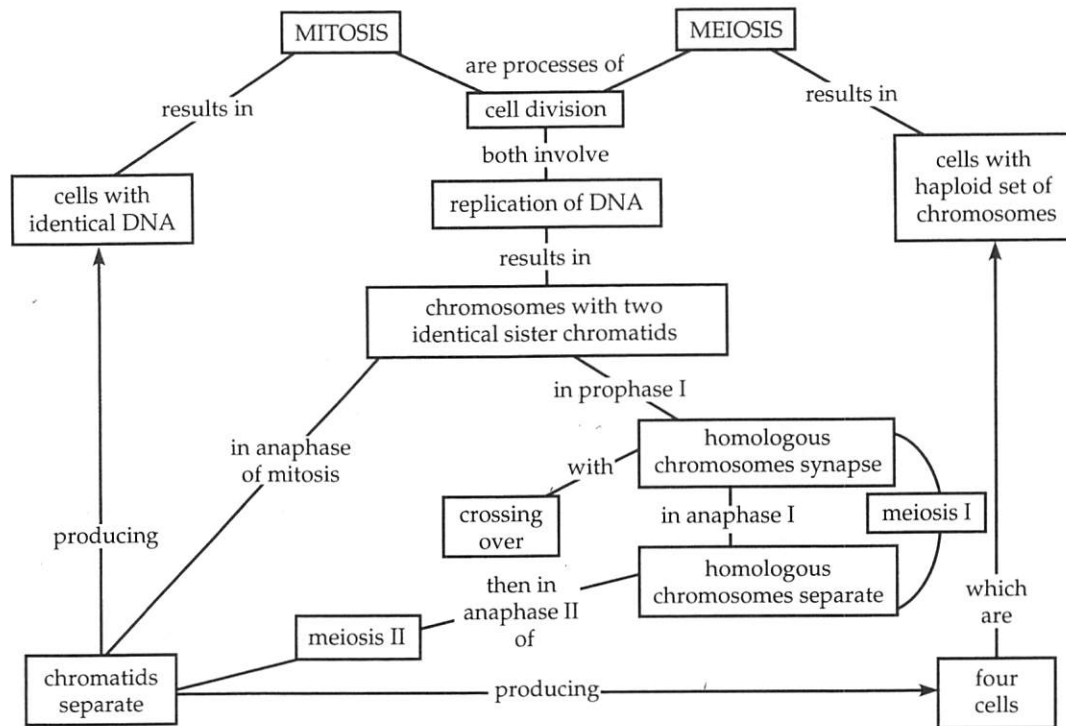 MITOSIS
MEIOSIS
are processes of
results in
cell division
results in
both involve
cells with
identical DNA
replication of DNA
cells with
haploid set of
chromosomes
results in
chromosomes with two
identical sister chromatids
in prophase I
in anaphase
of mitosis
homologous
chromosomes synapse
with
crossing
over
in anaphase I
meiosis I
producing
homologous
chromosomes separate
then in
anaphase II
of
which
are
meiosis II
chromatids
separate
producing
four
cells